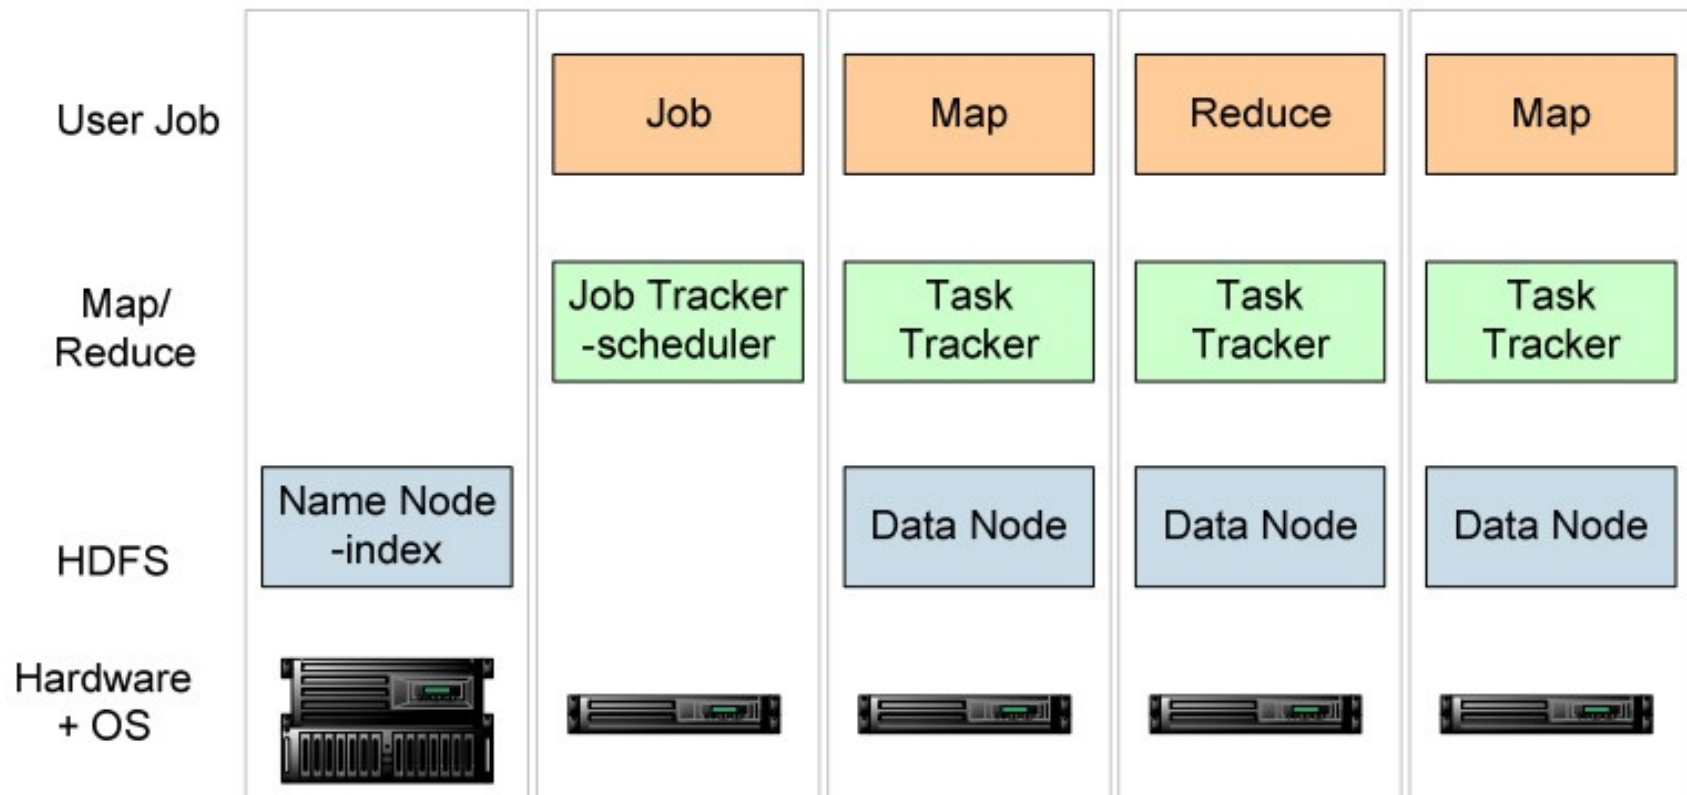 User Job
Job
Map
Reduce
Map
Map/
Reduce
Job Tracker
-scheduler
Task
Tracker
Task
Tracker
Task
Tracker
HDFS
Name Node
-index
Data Node
Data Node
Data Node
Hardware
+ OS